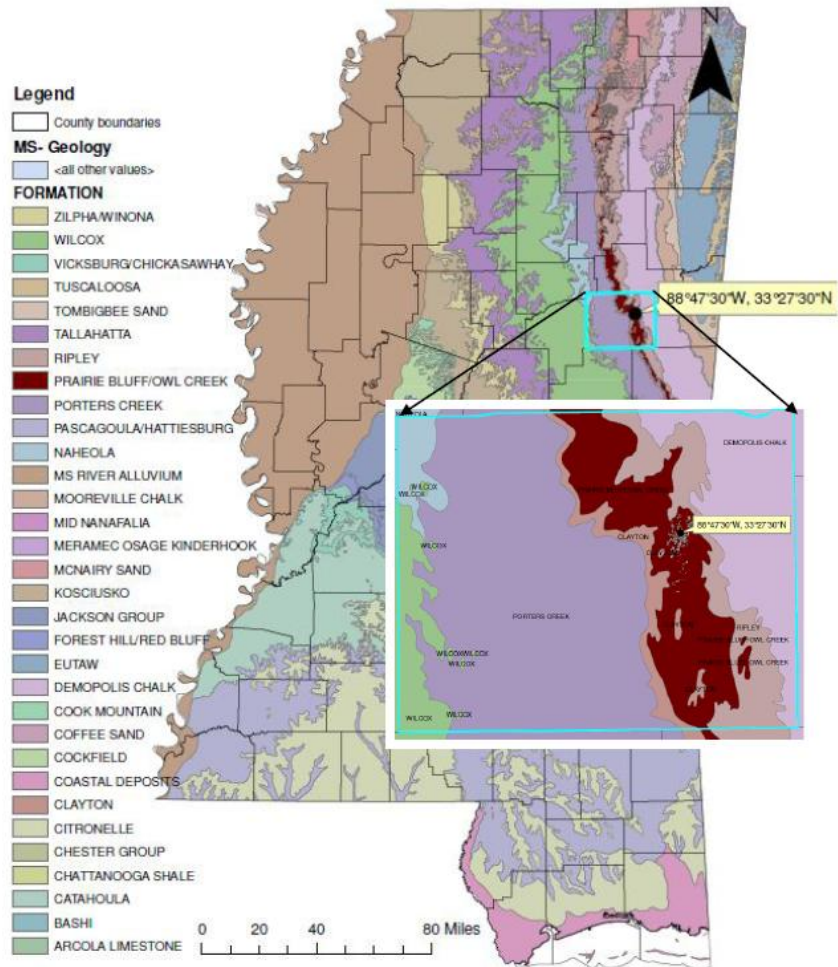 N
Legend
County boundaries
MS- Geology
<all other values>
FORMATION
ZILPHA/WINONA
WILCOX
VICKSBURG/CHICKASAWHAY
TUSCALOOSA
TOMBIGBEE SAND
TALLAHATTA
RIPLEY
PRAIRIE BLUFF/OWL CREEK
PORTERS CREEK
PASCAGOULA/HATTIESBURG
NAHEOLA
MS RIVER ALLUVIUM
MOOREVILLE CHALK
MID NANAFALIA
MERAMEC OSAGE KINDERHOOK
MCNAIRY SAND
KOSCIUSKO
JACKSON GROUP
FOREST HILL/RED BLUFF
EUTAW
DEMOPOLIS CHALK
COOK MOUNTAIN
COFFEE SAND
COCKFIELD
COASTAL DEPOSITS
CLAYTON
CITRONELLE
CHESTER GROUP
CHATTANOOGA SHALE
CATAHOULA
BASHI
ARCOLA LIMESTONE
88°47'30"W, 33°27'30"N
NAHEOLA
DEMOPOLIS CHALK
WILCOX
WILCOX
88°47'30"W, 33°27'30"N
CLAYTON
WILCOX
PORTERS CREEK
CLAYTON
RIPLEY
PRAIRIE BLUFF/OWL CREEK
WILCOX/WILCOX
WILCOX
PRAIRIE BLUFF/OWL CREEK
CLAYTON
WILCOX
WILCOX
0 20 40 80 Miles